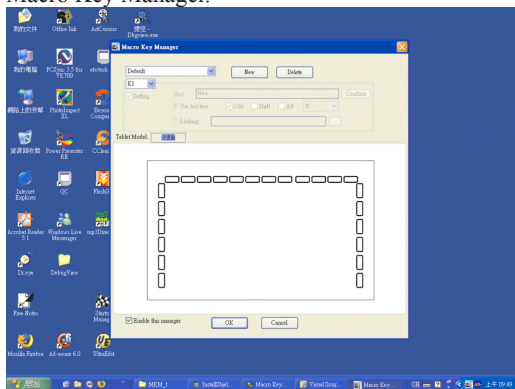 Macro Key Manager.
我的文件
Office Ink
ArtCursors
捷徑 -
Dbgview.exe
Macro Key Manager
我的電腦
PCSync 3.5 for
VK700
Default
New
Delete
K1
Setting
Hint
New
Confirm
Use hot key
Ctrl
Shift
Alt
N
Linking
網路上的芳鄰
PhotoImpact
XL
Tablet Model:
資源回收筒
Power Presenter
RE
Internet
Explorer
QC
Acrobat Reader
5.1
Windows Live
Messenger
Dr.eye
DebugView
Free Notes
Mozilla Firefox
Ad-aware 6.0
UltraEdit
Enable this manager
OK
Cancel
開始
MKM_t
InstallShiel...
Macro Key...
Visual Sour...
Macro Key...
CH
上午 09:49